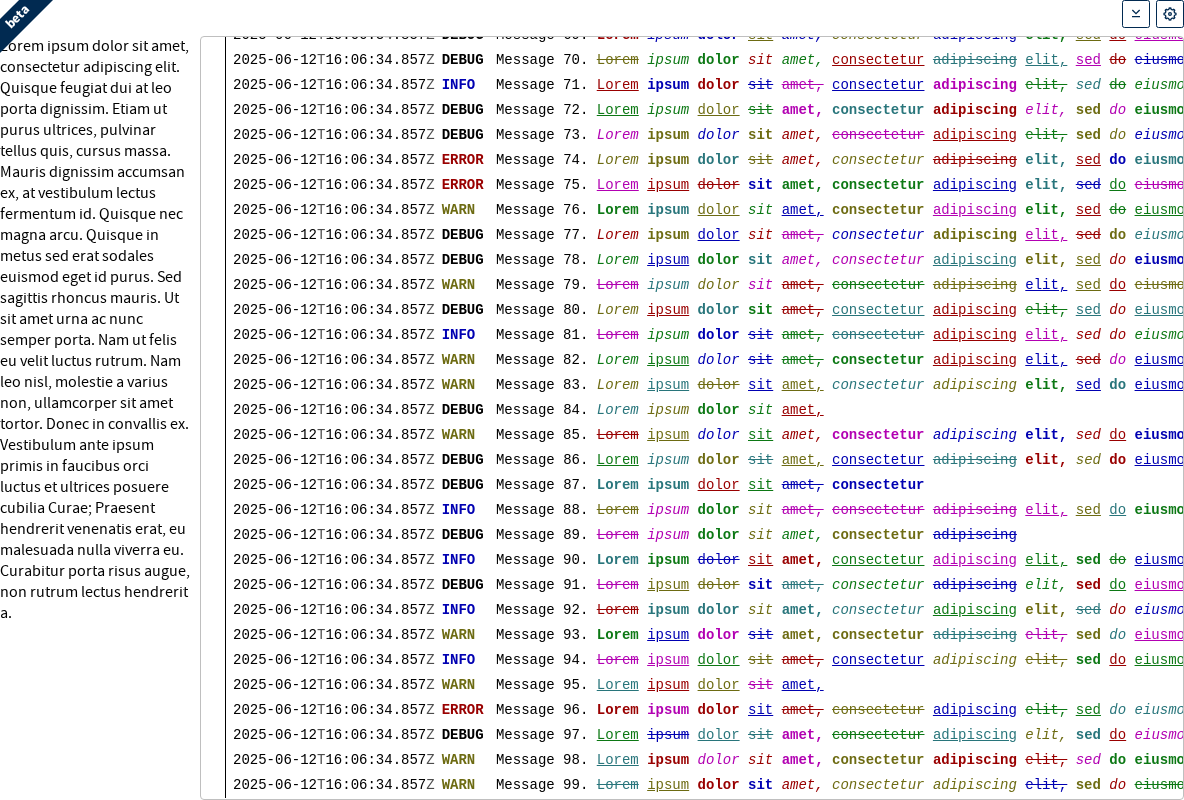 beta
Lorem ipsum dolor sit amet,
consectetur adipiscing elit.
Quisque feugiat dui at leo
porta dignissim. Etiam ut
purus ultrices, pulvinar
tellus quis, cursus massa.
Mauris dignissim accumsan
ex, at vestibulum lectus
fermentum id. Quisque nec
magna arcu. Quisque in
metus sed erat sodales
euismod eget id purus. Sed
sagittis rhoncus mauris. Ut
sit amet urna ac nunc
semper porta. Nam ut felis
eu velit luctus rutrum. Nam
leo nisl, molestie a varius
non, ullamcorper sit amet
tortor. Donec in convallis ex.
Vestibulum ante ipsum
primis in faucibus orci
luctus et ultrices posuere
cubilia Curae; Praesent
hendrerit venenatis erat, eu
malesuada nulla viverra eu.
Curabitur porta risus augue,
non rutrum lectus hendrerit
a.
2025-06-12T16:06:34.857Z DEBUG Message 70. Lorem ipsum dolor sit amet, consectetur adipiscing elit, sed do eiusmo
2025-06-12T16:06:34.857Z INFO Message 71. Lorem ipsum dolor sit amet, consectetur adipiscing elit, sed do eiusmo
2025-06-12T16:06:34.857Z DEBUG Message 72. Lorem ipsum dolor sit amet, consectetur adipiscing elit, sed do eiusmo
2025-06-12T16:06:34.857Z DEBUG Message 73. Lorem ipsum dolor sit amet, consectetur adipiscing elit, sed do eiusmo
2025-06-12T16:06:34.857Z ERROR Message 74. Lorem ipsum dolor sit amet, consectetur adipiscing elit, sed do eiusmo
2025-06-12T16:06:34.857Z ERROR Message 75. Lorem ipsum dolor sit amet, consectetur adipiscing elit, sed do eiusmo
2025-06-12T16:06:34.857Z WARN Message 76. Lorem ipsum dolor sit amet, consectetur adipiscing elit, sed do eiusmo
2025-06-12T16:06:34.857Z DEBUG Message 77. Lorem ipsum dolor sit amet, consectetur adipiscing elit, sed do eiusmo
2025-06-12T16:06:34.857Z DEBUG Message 78. Lorem ipsum dolor sit amet, consectetur adipiscing elit, sed do eiusmo
2025-06-12T16:06:34.857Z WARN Message 79. Lorem ipsum dolor sit amet, consectetur adipiscing elit, sed do eiusmo
2025-06-12T16:06:34.857Z DEBUG Message 80. Lorem ipsum dolor sit amet, consectetur adipiscing elit, sed do eiusmo
2025-06-12T16:06:34.857Z INFO Message 81. Lorem ipsum dolor sit amet, consectetur adipiscing elit, sed do eiusmo
2025-06-12T16:06:34.857Z WARN Message 82. Lorem ipsum dolor sit amet, consectetur adipiscing elit, sed do eiusmo
2025-06-12T16:06:34.857Z WARN Message 83. Lorem ipsum dolor sit amet, consectetur adipiscing elit, sed do eiusmo
2025-06-12T16:06:34.857Z DEBUG Message 84. Lorem ipsum dolor sit amet,
2025-06-12T16:06:34.857Z WARN Message 85. Lorem ipsum dolor sit amet, consectetur adipiscing elit, sed do eiusmo
2025-06-12T16:06:34.857Z DEBUG Message 86. Lorem ipsum dolor sit amet, consectetur adipiscing elit, sed do eiusmo
2025-06-12T16:06:34.857Z DEBUG Message 87. Lorem ipsum dolor sit amet, consectetur
2025-06-12T16:06:34.857Z INFO Message 88. Lorem ipsum dolor sit amet, consectetur adipiscing elit, sed do eiusmo
2025-06-12T16:06:34.857Z DEBUG Message 89. Lorem ipsum dolor sit amet, consectetur adipiscing
2025-06-12T16:06:34.857Z INFO Message 90. Lorem ipsum dolor sit amet, consectetur adipiscing elit, sed do eiusmo
2025-06-12T16:06:34.857Z DEBUG Message 91. Lorem ipsum dolor sit amet, consectetur adipiscing elit, sed do eiusmo
2025-06-12T16:06:34.857Z INFO Message 92. Lorem ipsum dolor sit amet, consectetur adipiscing elit, sed do eiusmo
2025-06-12T16:06:34.857Z WARN Message 93. Lorem ipsum dolor sit amet, consectetur adipiscing elit, sed do eiusmo
2025-06-12T16:06:34.857Z INFO Message 94. Lorem ipsum dolor sit amet, consectetur adipiscing elit, sed do eiusmo
2025-06-12T16:06:34.857Z WARN Message 95. Lorem ipsum dolor sit amet,
2025-06-12T16:06:34.857Z ERROR Message 96. Lorem ipsum dolor sit amet, consectetur adipiscing elit, sed do eiusmo
2025-06-12T16:06:34.857Z DEBUG Message 97. Lorem ipsum dolor sit amet, consectetur adipiscing elit, sed do eiusmo
2025-06-12T16:06:34.857Z WARN Message 98. Lorem ipsum dolor sit amet, consectetur adipiscing elit, sed do eiusmo
2025-06-12T16:06:34.857Z WARN Message 99. Lorem ipsum dolor sit amet, consectetur adipiscing elit, sed do eiusmo